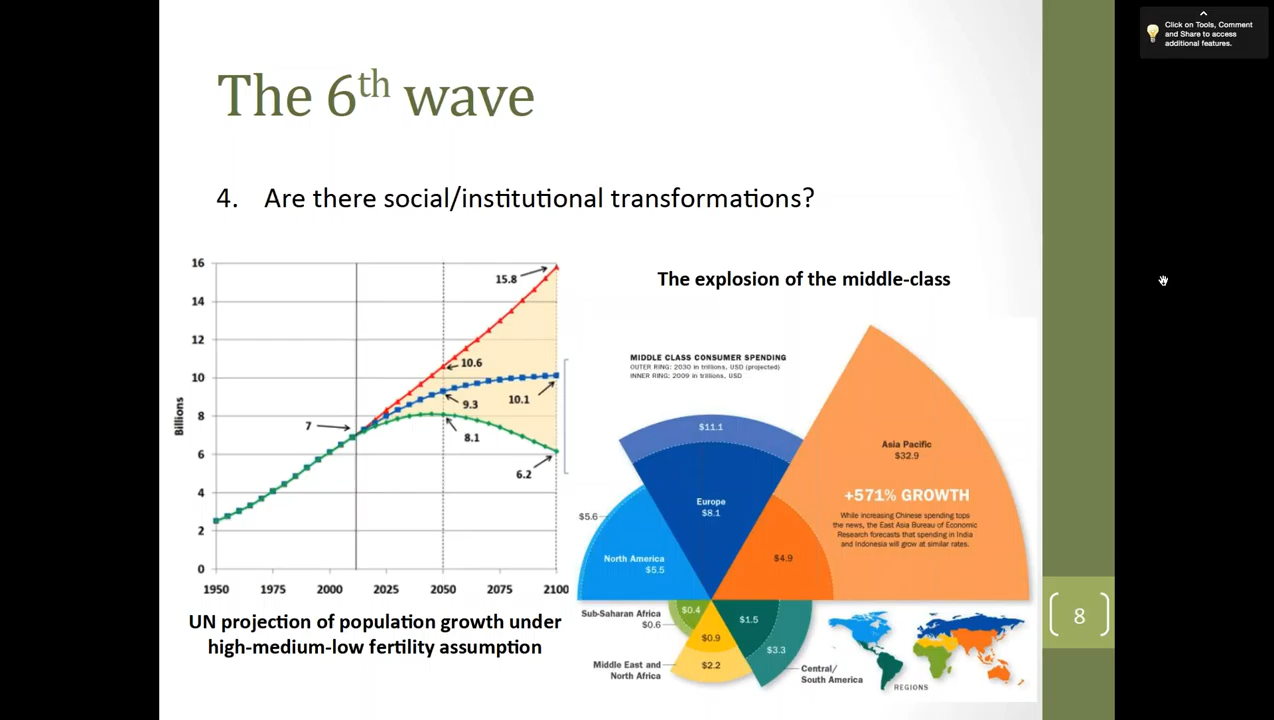 Click on Tools, Comment
and Share to access
additional features.
The 6th wave
4. Are there social/institutional transformations?
16
14
12
10
8
6
4
2
0
Billions
1950
1975
2000
2025
2050
2075
2100
15.8
10.6
10.1
9.3
8.1
7
6.2
UN projection of population growth under
high-medium-low fertility assumption
The explosion of the middle-class
MIDDLE CLASS CONSUMER SPENDING
OUTER RING: 2030 in trillions, USD (projected)
INNER RING: 2009 in trillions, USD
$11.1
Europe
$8.1
Asia Pacific
$32.9
+571% GROWTH
While increasing Chinese spending tops
the news, the East Asia Bureau of Economic
Research forecasts that spending in India
and Indonesia will grow at similar rates.
$4.9
$5.6
North America
$5.5
Sub-Saharan Africa
$0.6
$0.4
$0.9
$2.2
Middle East and
North Africa
$1.5
$3.3
Central/
South America
REGIONS
8